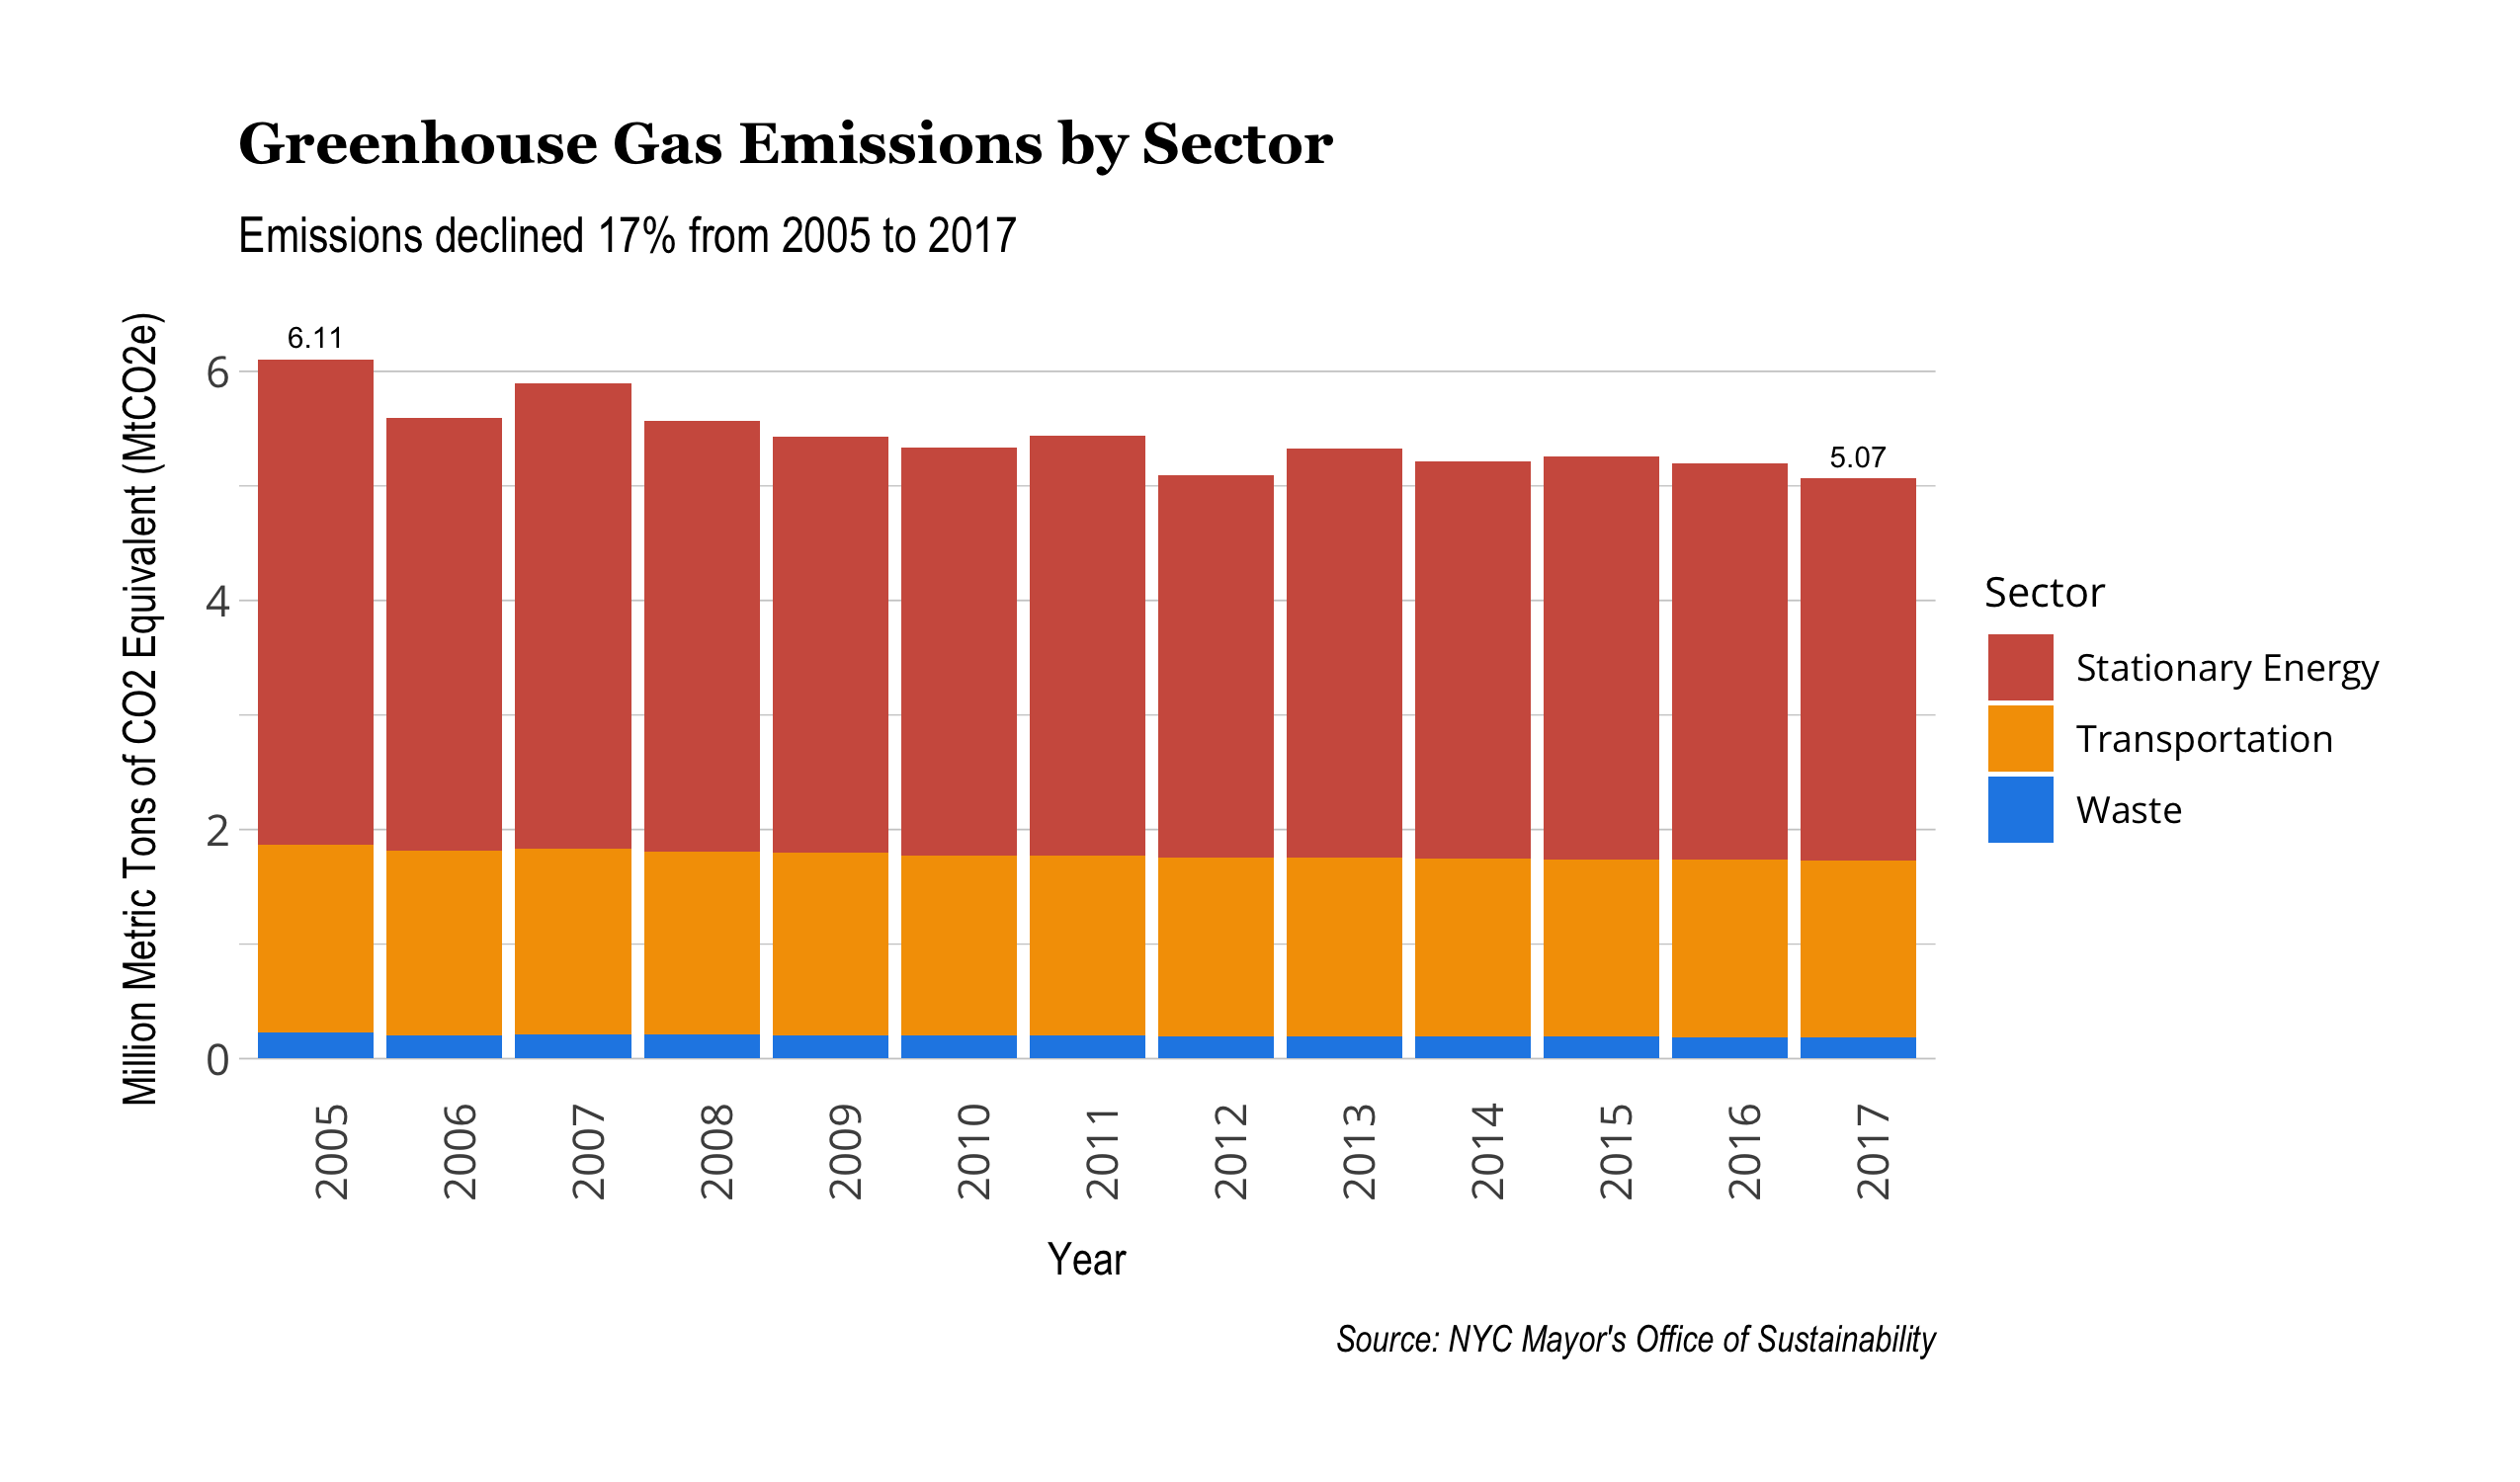 Greenhouse Gas Emissions by Sector
Emissions declined 17% from 2005 to 2017
Million Metric Tons of CO2 Equivalent (MtCO2e)
6
4
2
0
6.11
5.07
2005
2006
2007
2008
2009
2010
2011
2012
2013
2014
2015
2016
2017
Year
Sector
Stationary Energy
Transportation
Waste
Source: NYC Mayor's Office of Sustainability